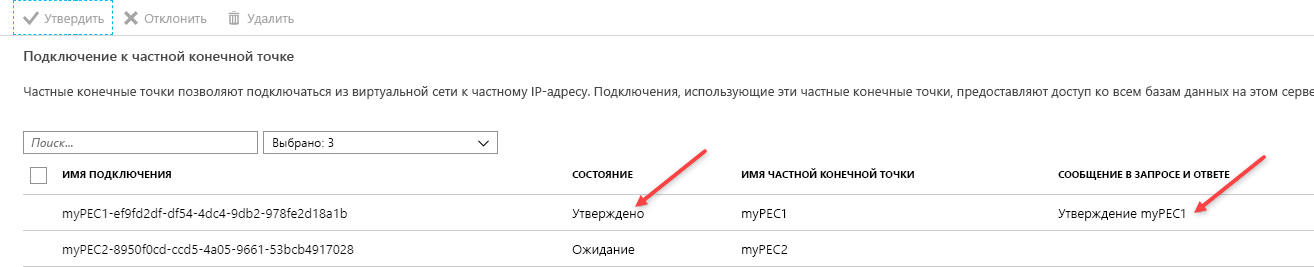 Утвердить Отклонить Удалить
Подключение к частной конечной точке
Частные конечные точки позволяют подключаться из виртуальной сети к частному IP-адресу. Подключения, использующие эти частные конечные точки, предоставляют доступ ко всем базам данных на этом серве
Поиск... Выбрано: 3
ИМЯ ПОДКЛЮЧЕНИЯ СОСТОЯНИЕ ИМЯ ЧАСТНОЙ КОНЕЧНОЙ ТОЧКИ СООБЩЕНИЕ В ЗАПРОСЕ И ОТВЕТЕ
myPEC1-ef9fd2df-df54-4dc4-9db2-978fe2d18a1b Утверждено myPEC1 Утверждение myPEC1
myPEC2-8950f0cd-ccd5-4a05-9661-53bcb4917028 Ожидание myPEC2